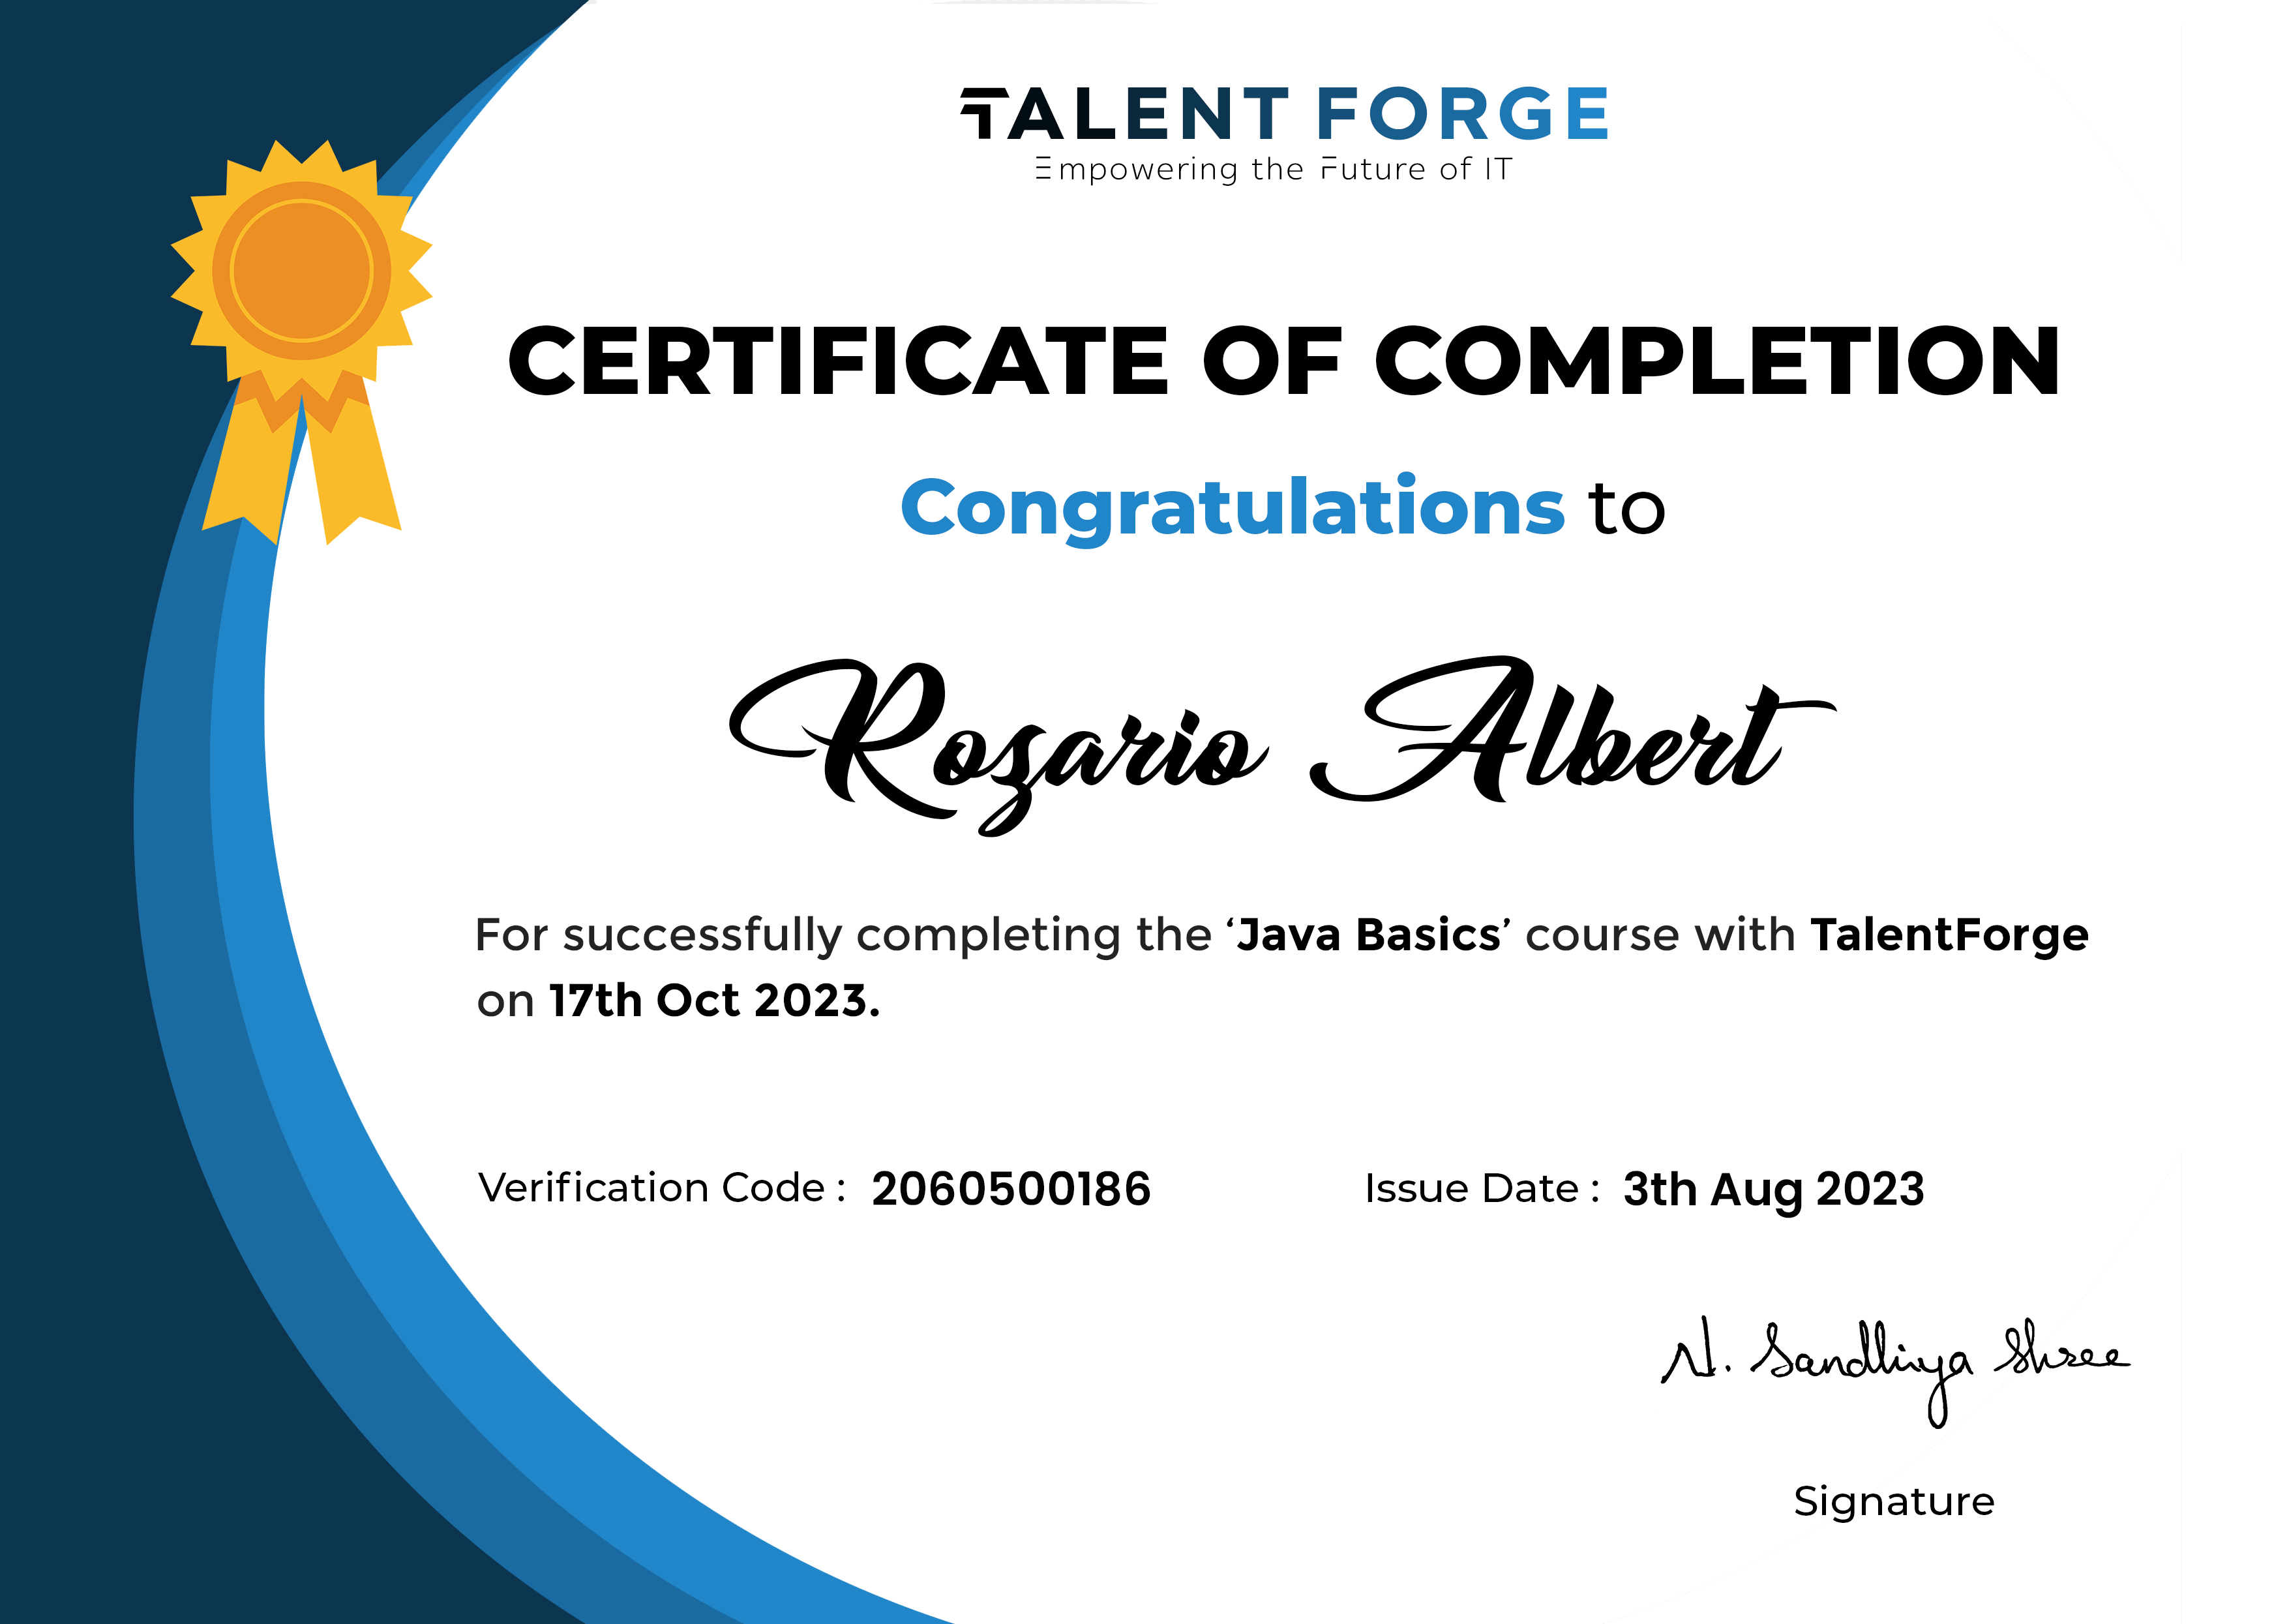 TALENT FORGE
Empowering the Future of IT
CERTIFICATE OF COMPLETION
Congratulations to
Rozario Albert
For successfully completing the ‘Java Basics’ course with TalentForge
on 17th Oct 2023.
Verification Code : 2060500186
Issue Date : 3th Aug 2023
N. Sandhiya Shree
Signature